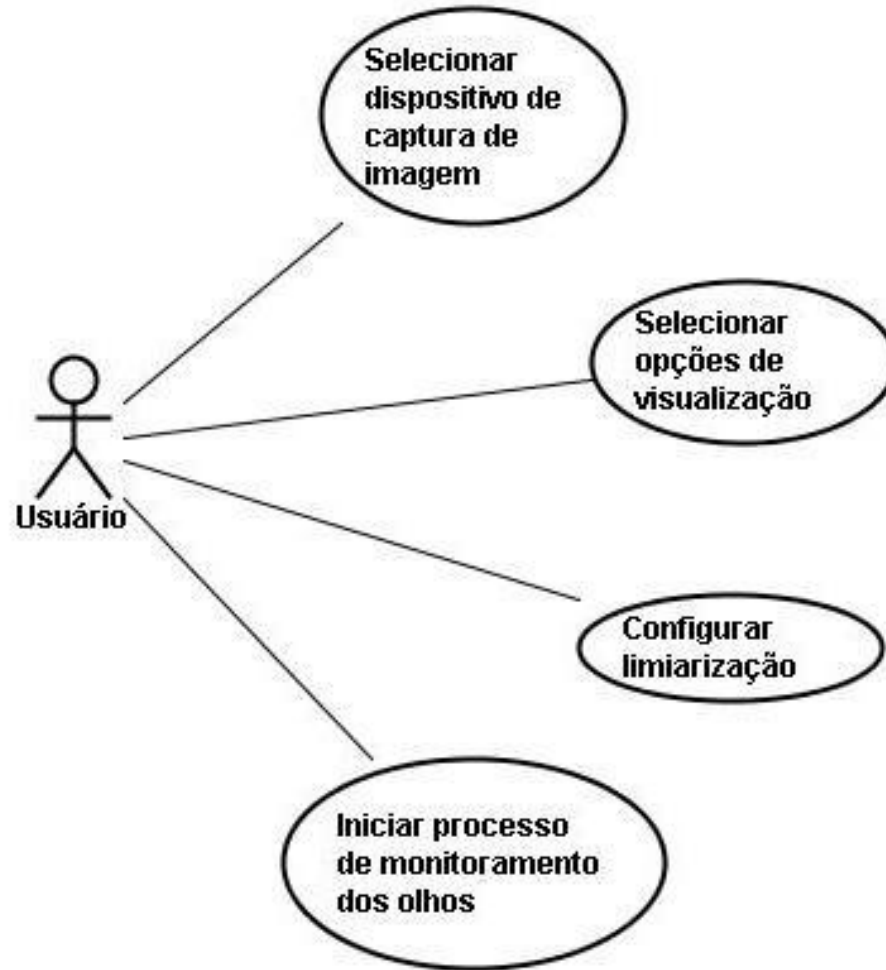 Selecionar
dispositivo de
captura de
imagem
Selecionar
opções de
visualização
Usuário
Configurar
limiarização
Iniciar processo
de monitoramento
dos olhos